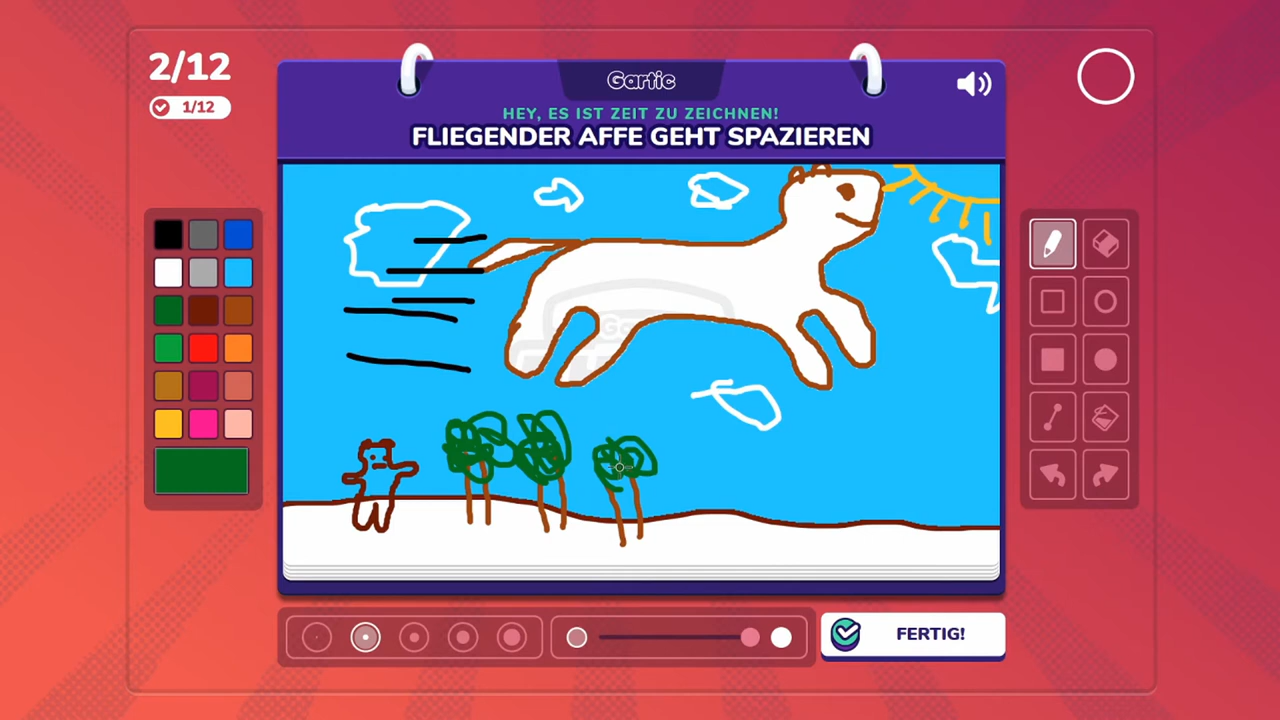 2/12
1/12
Gartic
HEY, ES IST ZEIT ZU ZEICHNEN!
FLIEGENDER AFFE GEHT SPAZIEREN
FERTIG!